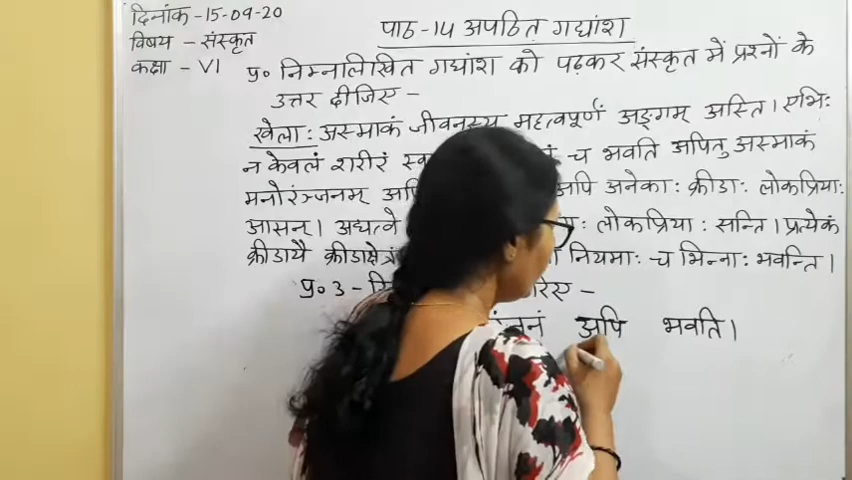 दिनांक - 15-09-20
विषय - संस्कृत
कक्षा - VI
पाठ - 14 अपठित गद्यांश
प्र० निम्नलिखित गद्यांश को पढ़कर संस्कृत में प्रश्नों के
उत्तर दीजिए -
खेला: अस्माकं जीवनस्य महत्वपूर्णं अङ्गम् अस्ति। एभि:
न केवलं शरीरं च भवति अपितु अस्माकं
मनोरंञ्जनम् अपि अनेका: क्रीडा: लोकप्रिया:
आसन्। अद्यत्वे लोकप्रिया: सन्ति। प्रत्येकं
क्रीडायै क्रीडाक्षेत्रं नियमा: च भिन्ना: भवन्ति।
प्र० 3 -
अपि भवति।